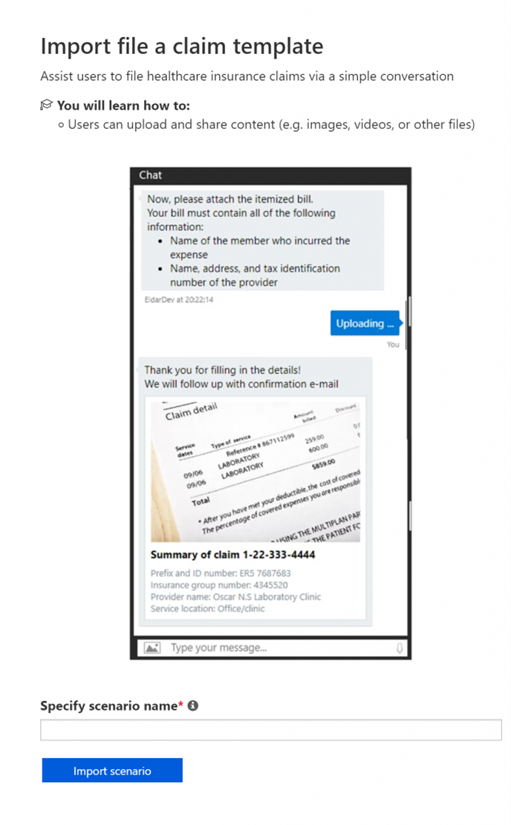 Import file a claim template
Assist users to file healthcare insurance claims via a simple conversation
You will learn how to:
Users can upload and share content (e.g. images, videos, or other files)
Chat
Now, please attach the itemized bill.
Your bill must contain all of the following
information:
• Name of the member who incurred the
expense
• Name, address, and tax identification
number of the provider
EidarDev at 20:22:14
Uploading ...
You
Thank you for filling in the details!
We will follow up with confirmation e-mail
Claim detail
Service
dates
Type of service
Amount
billed
Discount
Reference # 867112599
09/06 LABORATORY 259.00
09/06 LABORATORY 600.00
Total $859.00
• After you have met your deductible, the cost of covered
The percentage of covered expenses you are responsibl
USING THE MULTIPLAN PAR
THE PATIENT FO
Summary of claim 1-22-333-4444
Prefix and ID number: ER5 7687683
Insurance group number: 4345520
Provider name: Oscar N.S Laboratory Clinic
Service location: Office/clinic
Type your message...
Specify scenario name*
Import scenario